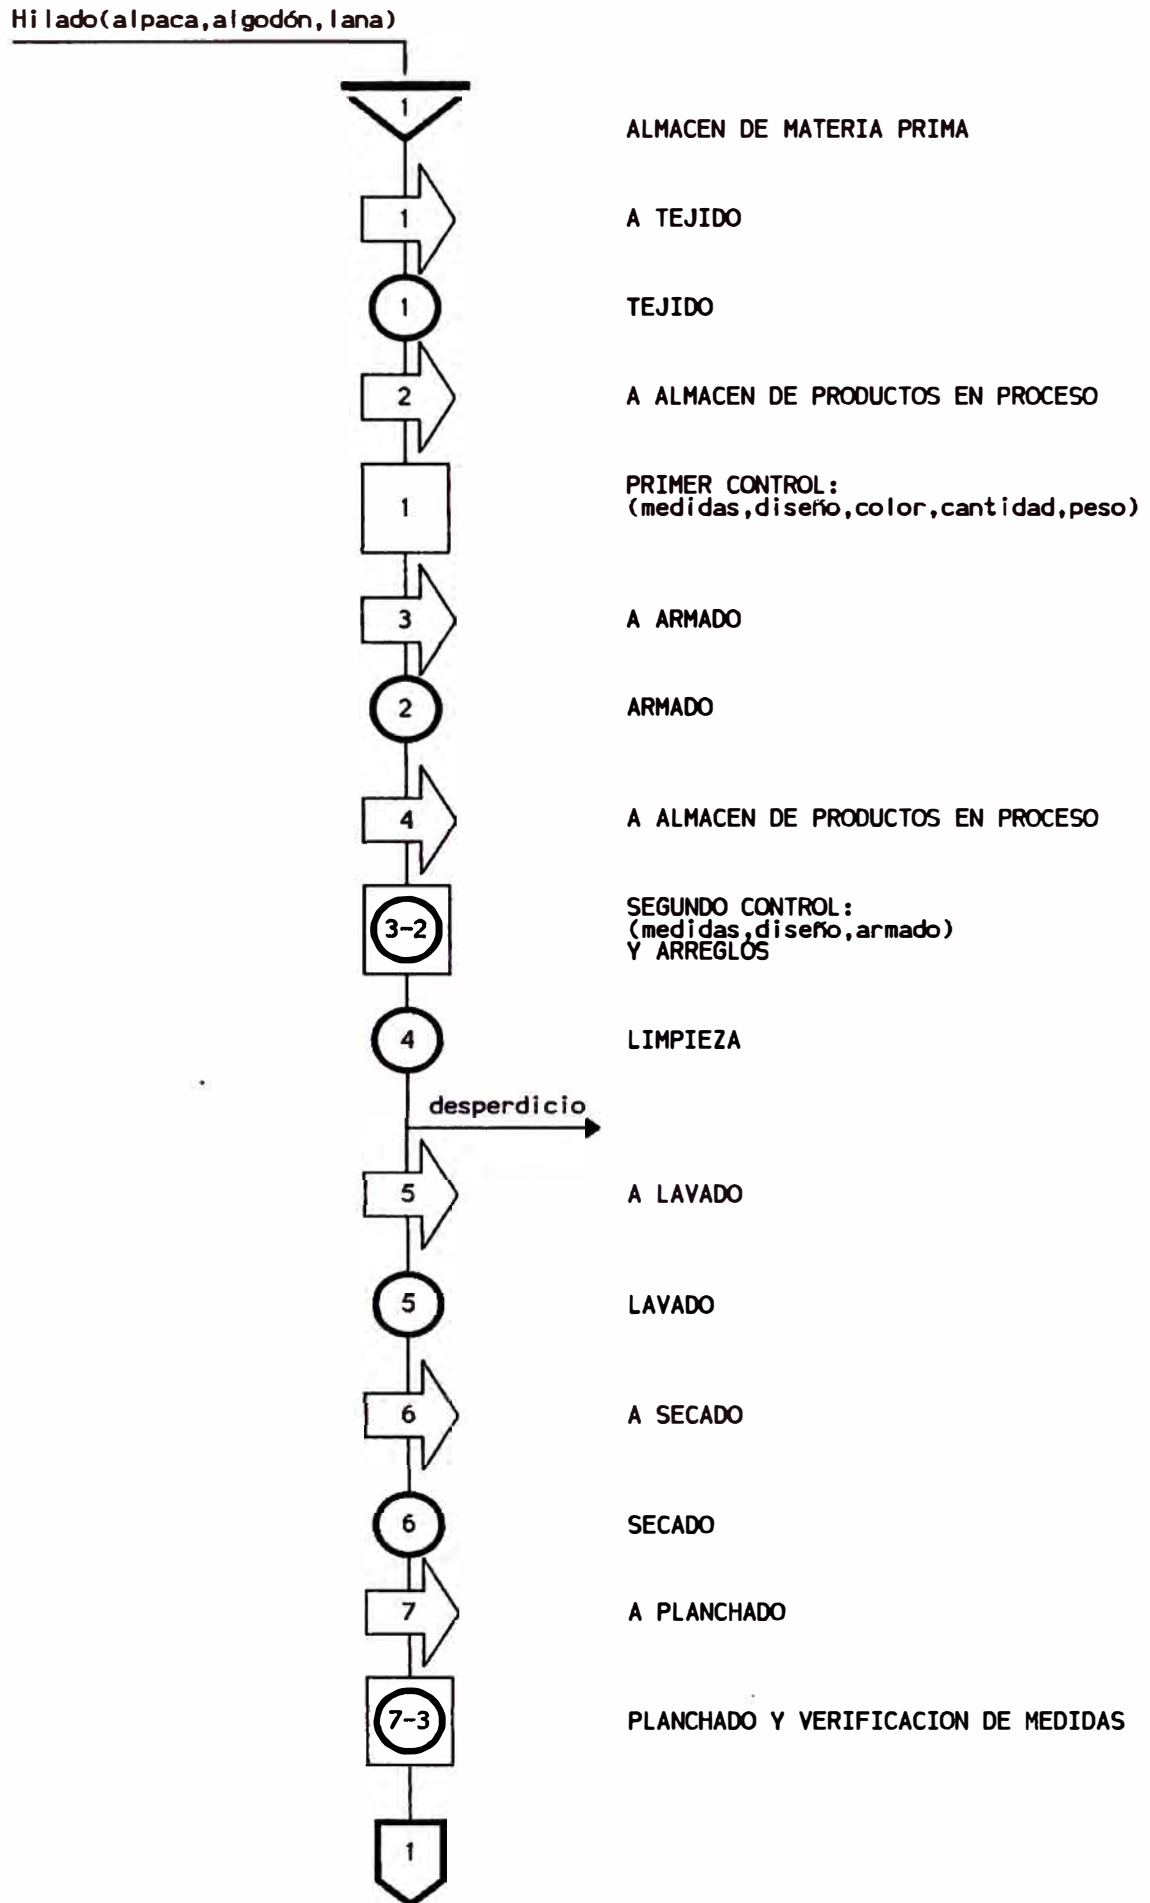 Hilado(alpaca,algodón,lana)
1
ALMACEN DE MATERIA PRIMA
1
A TEJIDO
1
TEJIDO
2
A ALMACEN DE PRODUCTOS EN PROCESO
1
PRIMER CONTROL:
(medidas,diseño,color,cantidad,peso)
3
A ARMADO
2
ARMADO
4
A ALMACEN DE PRODUCTOS EN PROCESO
3-2
SEGUNDO CONTROL:
(medidas,diseño,armado)
Y ARREGLOS
4
LIMPIEZA
desperdicio
5
A LAVADO
5
LAVADO
6
A SECADO
6
SECADO
7
A PLANCHADO
7-3
PLANCHADO Y VERIFICACION DE MEDIDAS
1